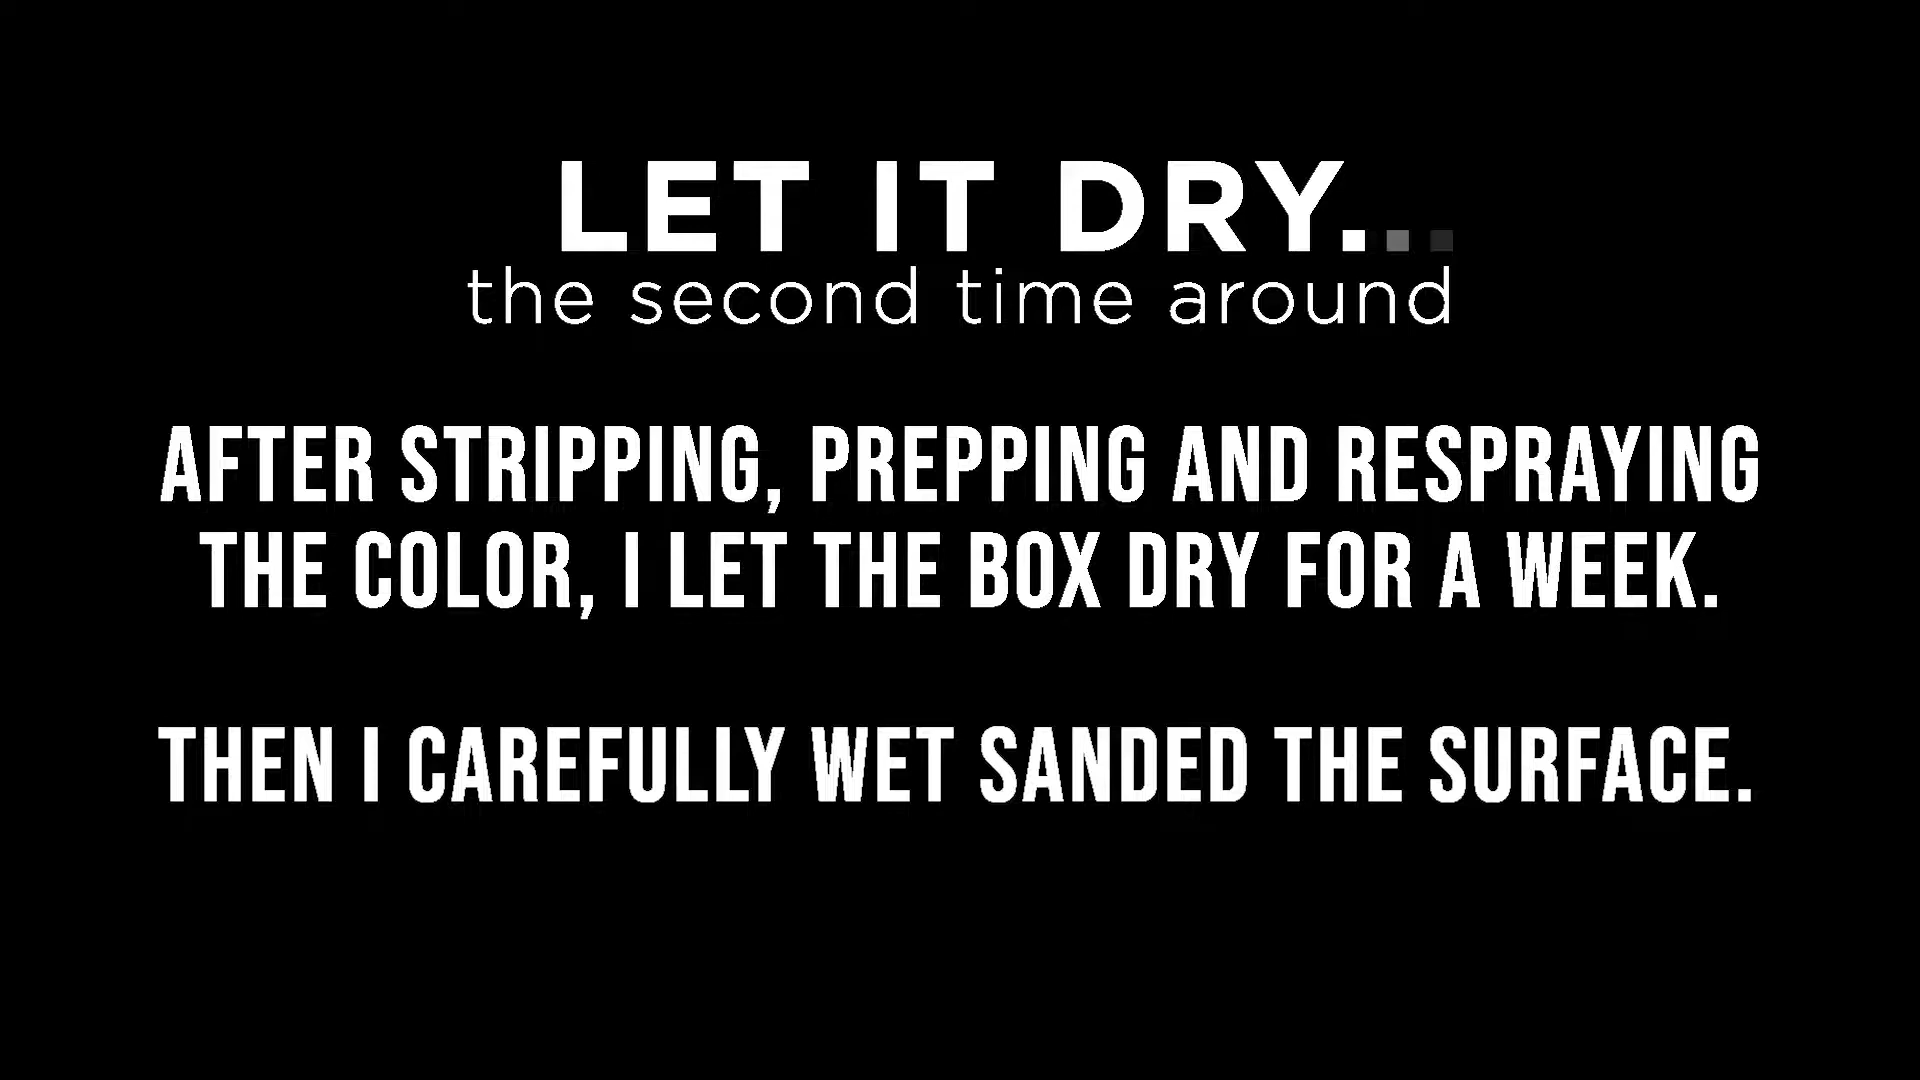 LET IT DRY...
the second time around
AFTER STRIPPING, PREPPING AND RESPRAYING
THE COLOR, I LET THE BOX DRY FOR A WEEK.
THEN I CAREFULLY WET SANDED THE SURFACE.